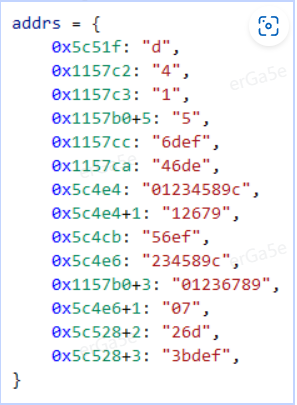 addrs = {
    0x5c51f: "d",
    0x1157c2: "4",
    0x1157c3: "1",
    0x1157b0+5: "5",
    0x1157cc: "6def",
    0x1157ca: "46de",
    0x5c4e4: "01234589c",
    0x5c4e4+1: "12679",
    0x5c4cb: "56ef",
    0x5c4e6: "234589c",
    0x1157b0+3: "01236789",
    0x5c4e6+1: "07",
    0x5c528+2: "26d",
    0x5c528+3: "3bdef",
}
erGa5e